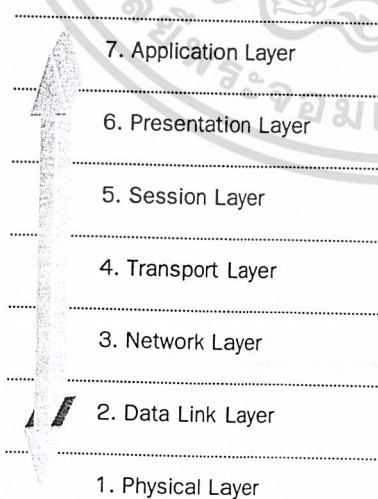 7. Application Layer
6. Presentation Layer
5. Session Layer
4. Transport Layer
3. Network Layer
2. Data Link Layer
1. Physical Layer